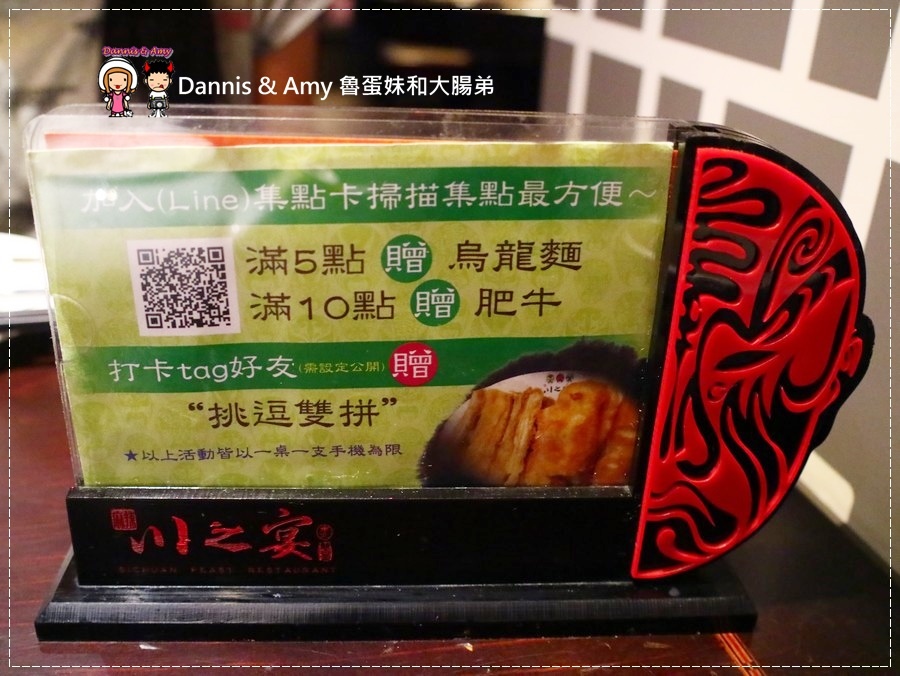 Dannis & Amy
Dannis & Amy 魯蛋妹和大腸弟
加入(Line)集點卡掃描集點最方便～
滿5點 贈 烏龍麵
滿10點 贈 肥牛
打卡tag好友(需設定公開)贈
“挑逗雙拼”
★以上活動皆以一桌一支手機為限
川之宴
SICHUAN FEAST RESTAURANT